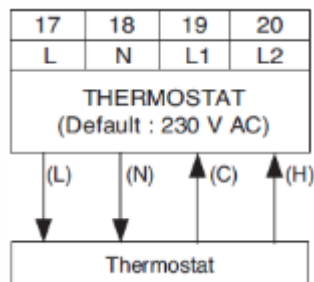 17 18 19 20
L N L1 L2
THERMOSTAT
(Default : 230 V AC)
(L) (N) (C) (H)
Thermostat